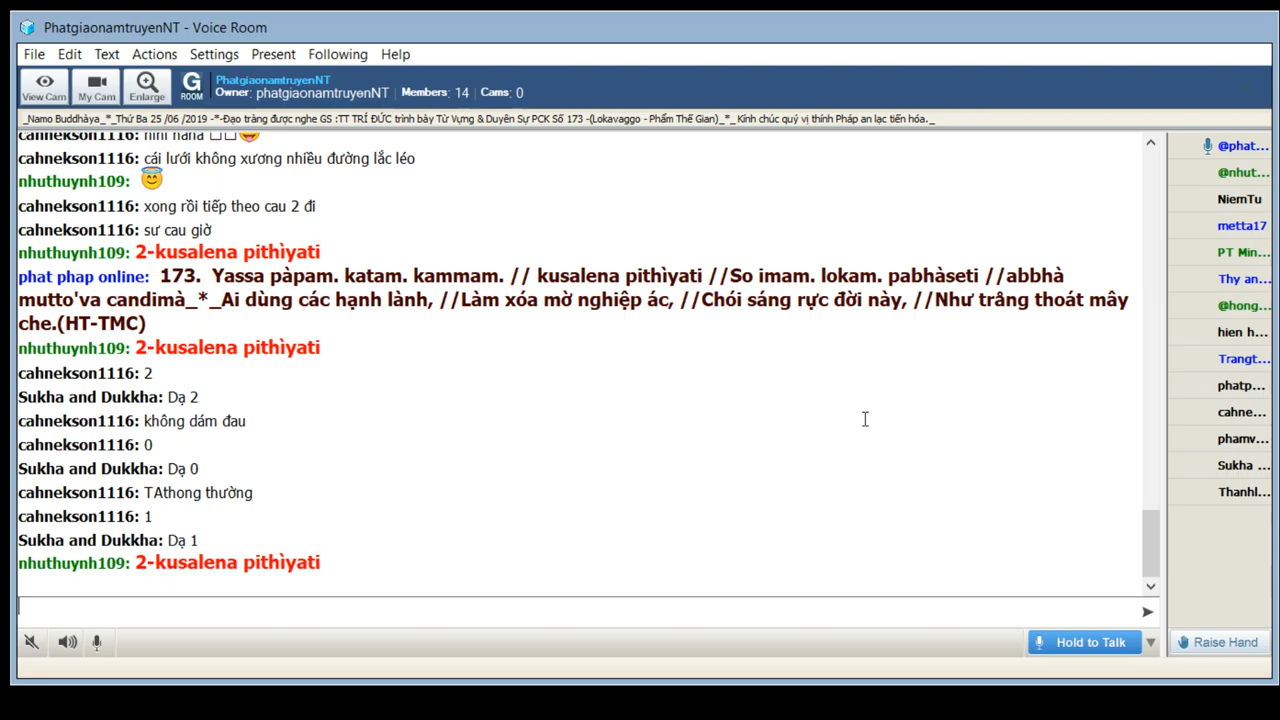 PhatgiaonamtruyenNT - Voice Room
File Edit Text Actions Settings Present Following Help
View Cam My Cam Enlarge G ROOM PhatgiaonamtruyenNT
Owner: phatgiaonamtruyenNT Members: 14 Cams: 0
_Namo Buddhàya_*_Thứ Ba 25 /06 /2019 -*-Đạo tràng được nghe GS :TT TRÍ ĐỨC trình bày Từ Vựng & Duyên Sự PCK Số 173 -(Lokavaggo - Phẩm Thế Gian)_*_ Kính chúc quý vị thính Pháp an lạc tiến hóa._
cahnekson1116: hihi haha
cahnekson1116: cái lưới không xương nhiều đường lắc léo
nhuthuynh109:
cahnekson1116: xong rồi tiếp theo cau 2 đi
cahnekson1116: sư cau giờ
nhuthuynh109: 2-kusalena pithìyati
phat phap online: 173. Yassa pàpam. katam. kammam. // kusalena pithìyati //So imam. lokam. pabhàseti //abbhà
mutto'va candimà_*_Ai dùng các hạnh lành, //Làm xóa mờ nghiệp ác, //Chói sáng rực đời này, //Như trăng thoát mây
che.(HT-TMC)
nhuthuynh109: 2-kusalena pithìyati
cahnekson1116: 2
Sukha and Dukkha: Dạ 2
cahnekson1116: không dám đau
cahnekson1116: 0
Sukha and Dukkha: Dạ 0
cahnekson1116: TAthong thường
cahnekson1116: 1
Sukha and Dukkha: Dạ 1
nhuthuynh109: 2-kusalena pithìyati
@phat...
@nhut...
NiemTu
metta17
PT Min...
Thy an...
@hong...
hien h...
Trangt...
phatp...
cahne...
phamv...
Sukha ...
Thanhl...
Hold to Talk
Raise Hand